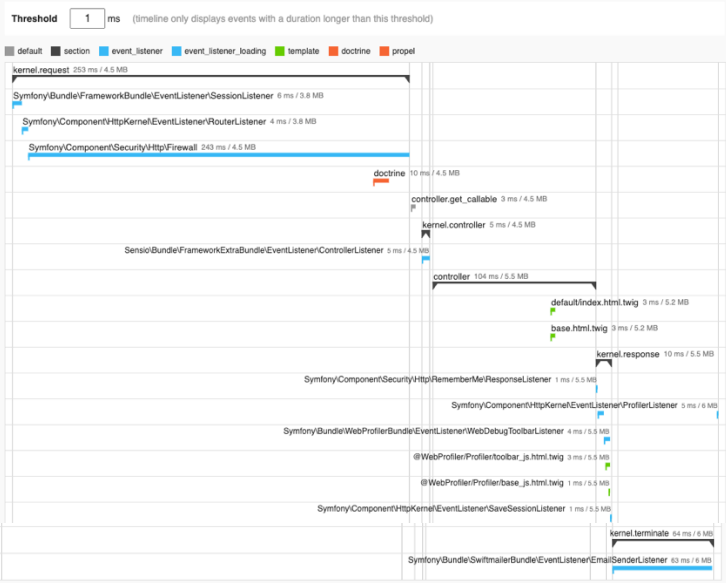 Threshold 1 ms (timeline only displays events with a duration longer than this threshold)
default section event_listener event_listener_loading template doctrine propel
kernel.request 253 ms / 4.5 MB
Symfony\Bundle\FrameworkBundle\EventListener\SessionListener 6 ms / 3.8 MB
Symfony\Component\HttpKernel\EventListener\RouterListener 4 ms / 3.8 MB
Symfony\Component\Security\Http\Firewall 243 ms / 4.5 MB
doctrine 10 ms / 4.5 MB
controller.get_callable 3 ms / 4.5 MB
kernel.controller 5 ms / 4.5 MB
Sensio\Bundle\FrameworkExtraBundle\EventListener\ControllerListener 5 ms / 4.5 MB
controller 104 ms / 5.5 MB
default/index.html.twig 3 ms / 5.2 MB
base.html.twig 3 ms / 5.2 MB
kernel.response 10 ms / 5.5 MB
Symfony\Component\Security\Http\RememberMe\ResponseListener 1 ms / 5.5 MB
Symfony\Component\HttpKernel\EventListener\ProfilerListener 5 ms / 6 MB
Symfony\Bundle\WebProfilerBundle\EventListener\WebDebugToolbarListener 4 ms / 5.5 MB
@WebProfiler/Profiler/toolbar_js.html.twig 3 ms / 5.5 MB
@WebProfiler/Profiler/base_js.html.twig 1 ms / 5.5 MB
Symfony\Component\HttpKernel\EventListener\SaveSessionListener 1 ms / 5.5 MB
kernel.terminate 64 ms / 6 MB
Symfony\Bundle\SwiftmailerBundle\EventListener\EmailSenderListener 63 ms / 6 MB